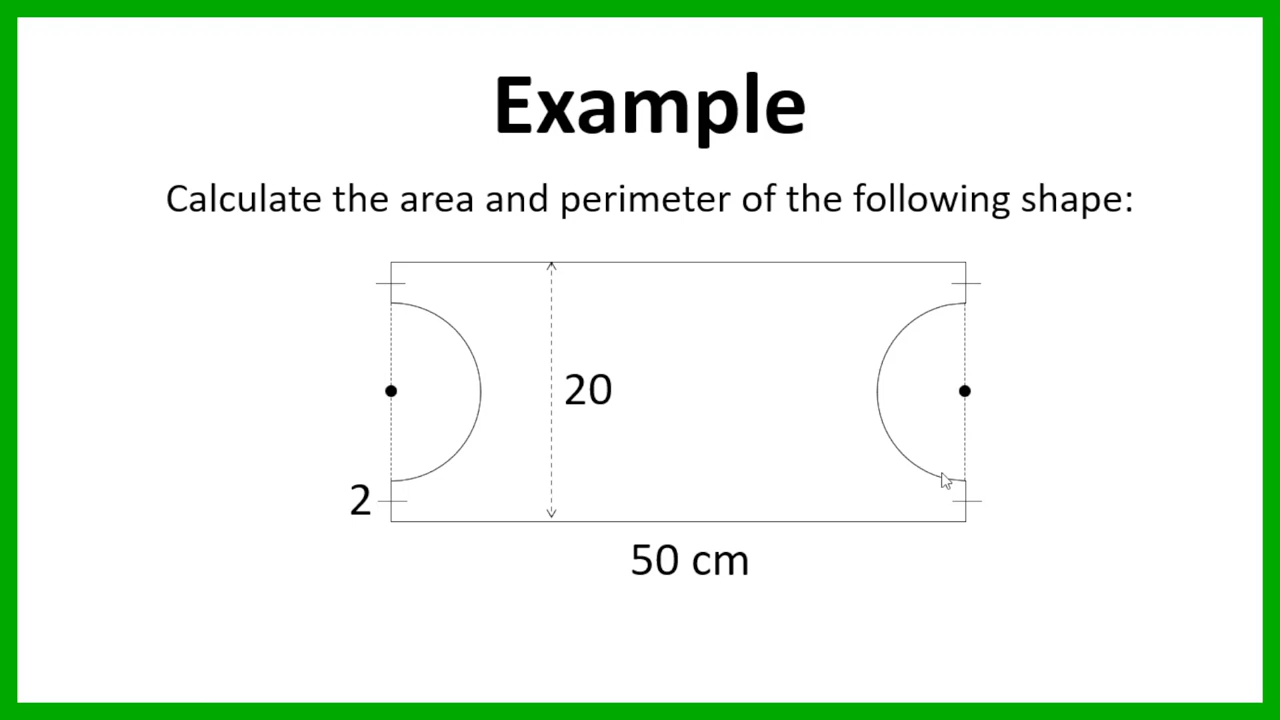 Example
Calculate the area and perimeter of the following shape:
20
2
50 cm